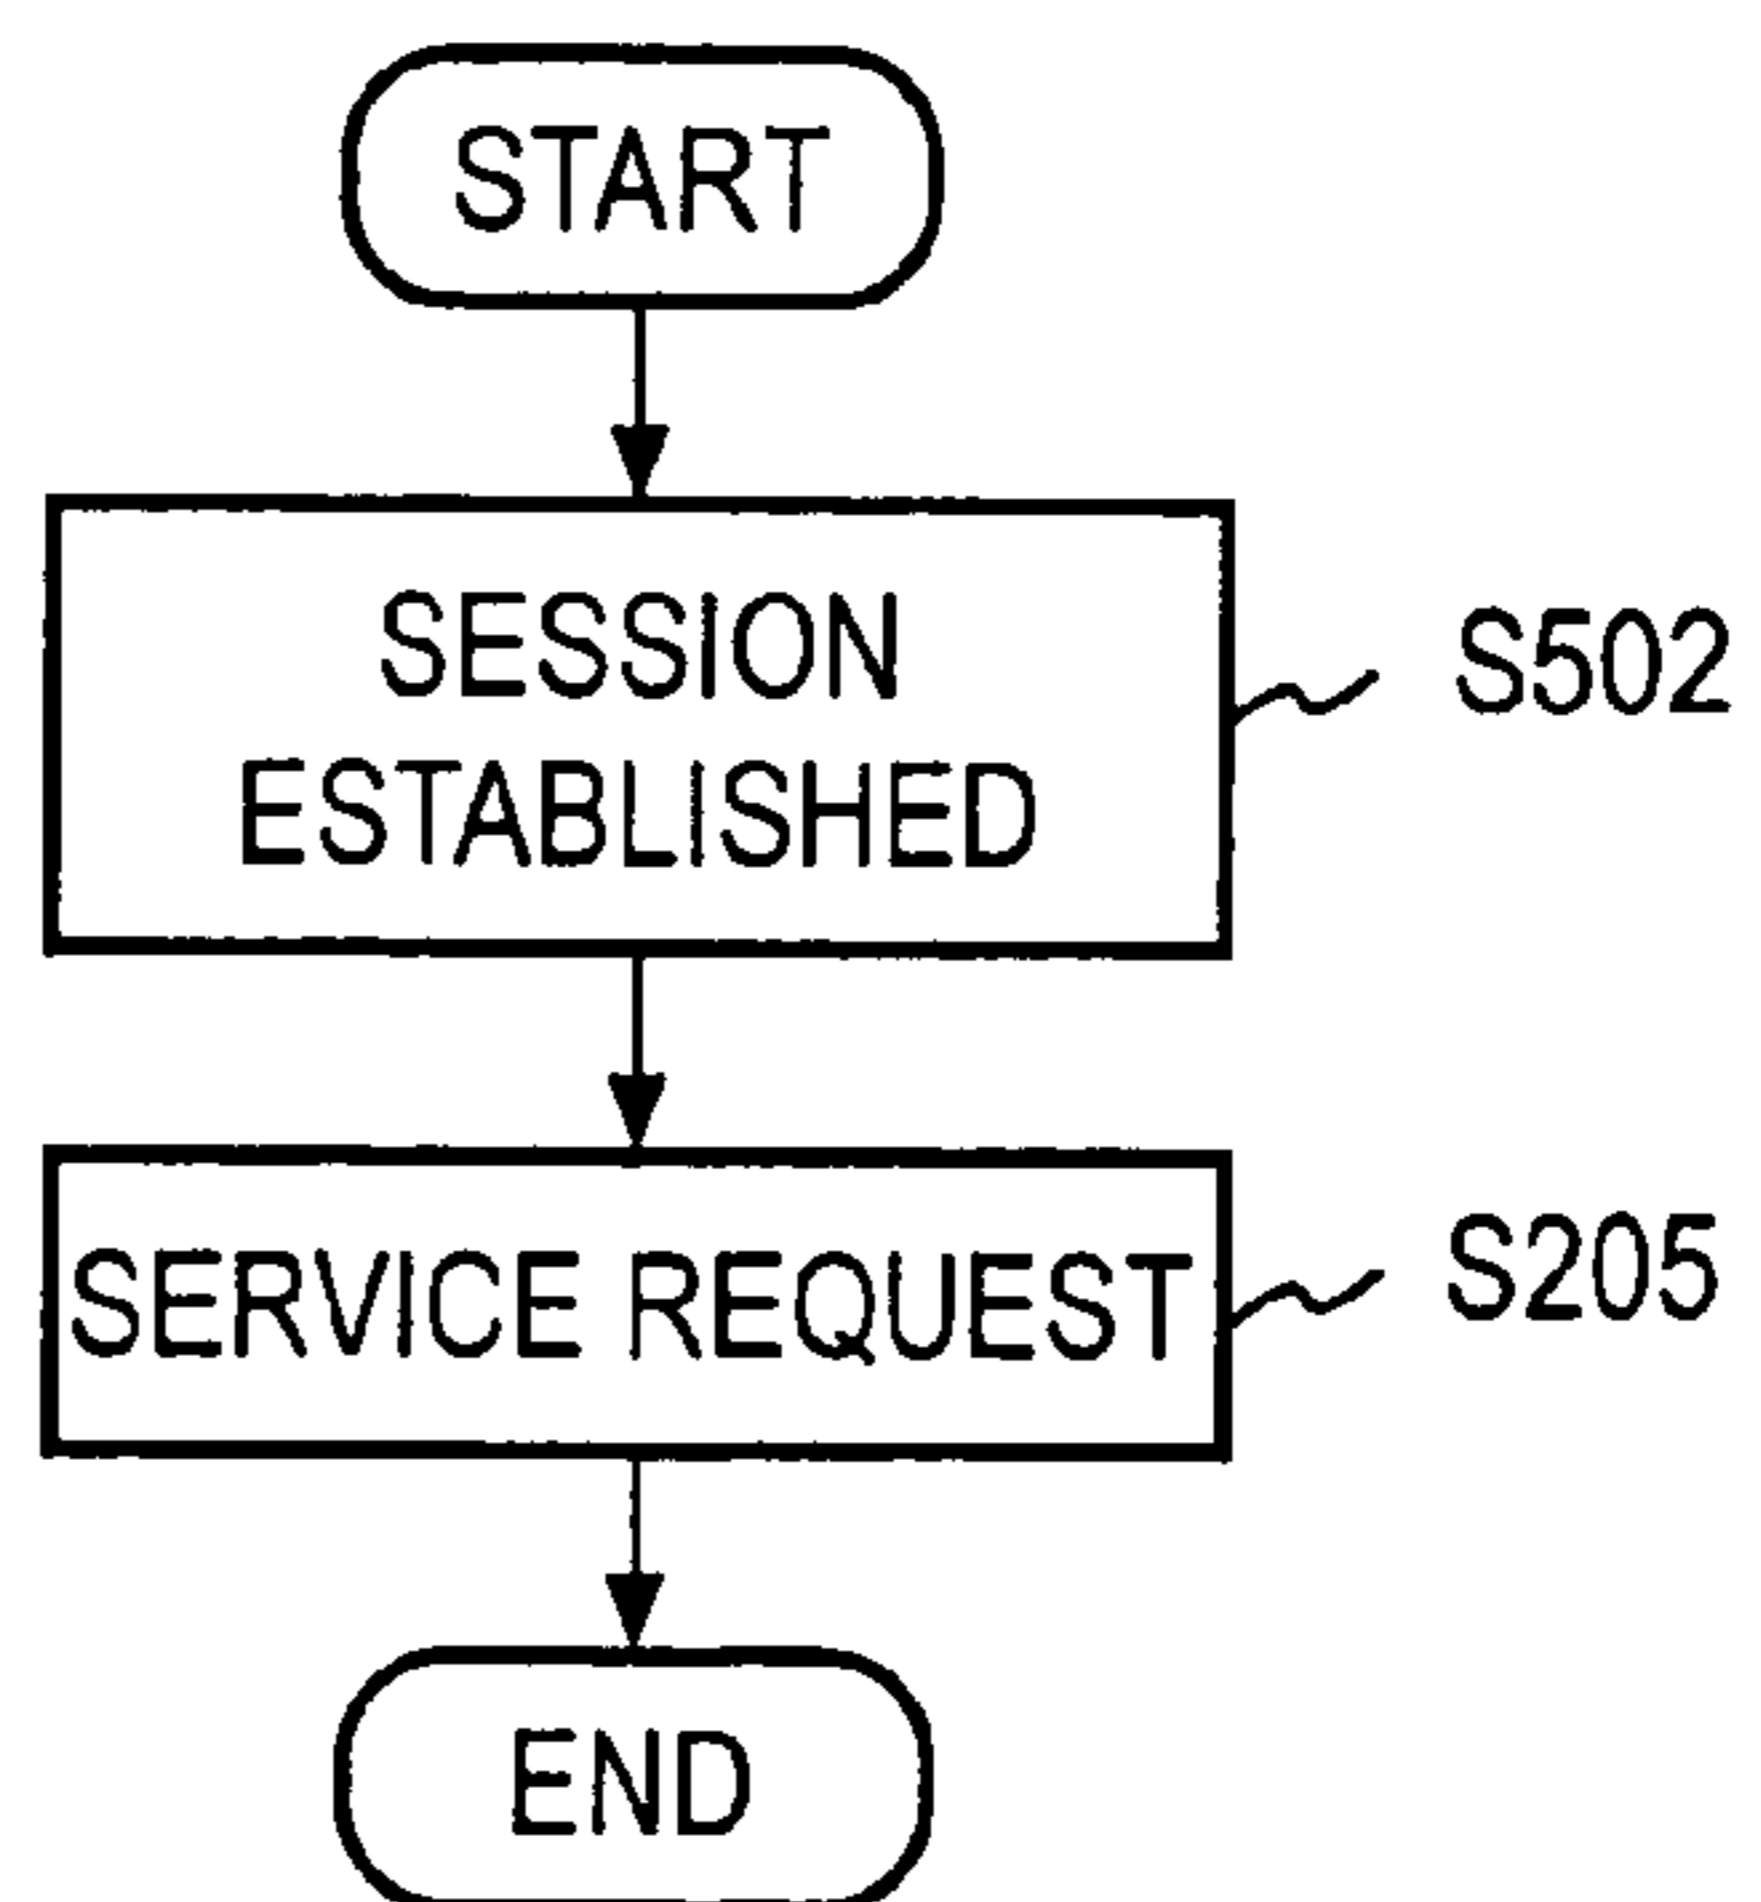 START
SESSION
ESTABLISHED
S502
SERVICE REQUEST
S205
END